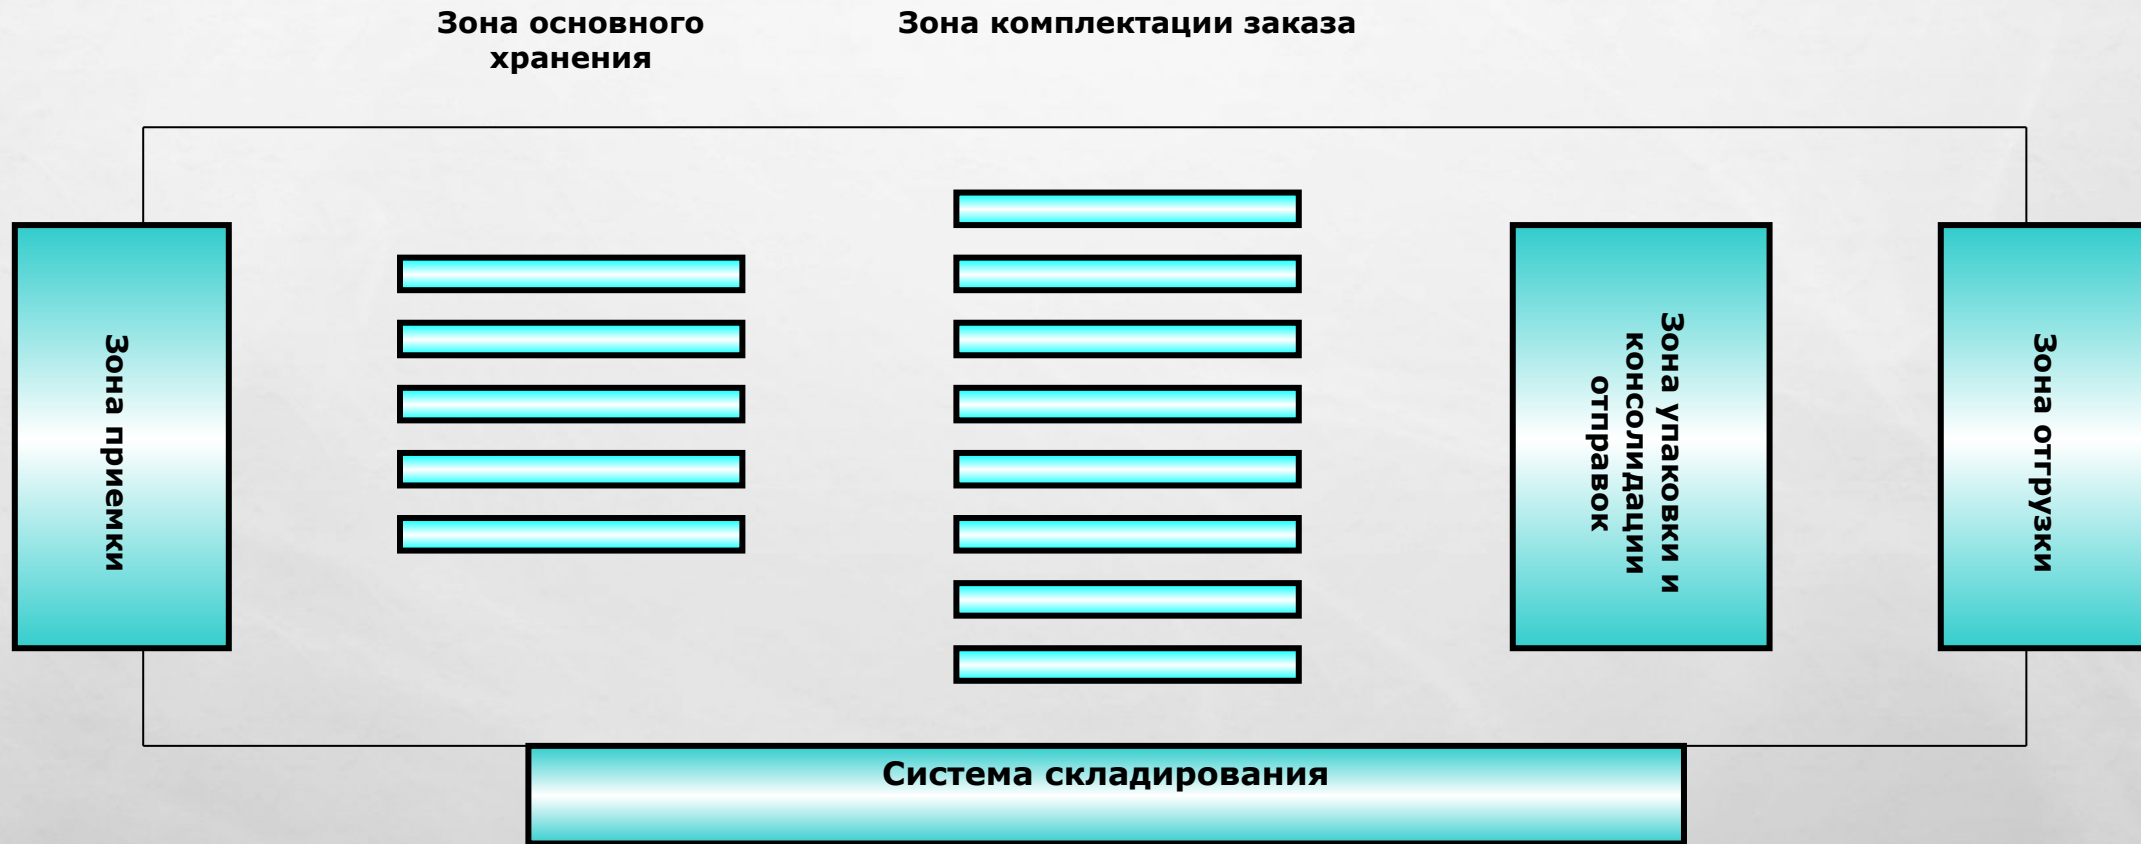 Зона основного
хранения
Зона комплектации заказа
Зона приемки
Зона упаковки и
консолидации
отправок
Зона отгрузки
Система складирования